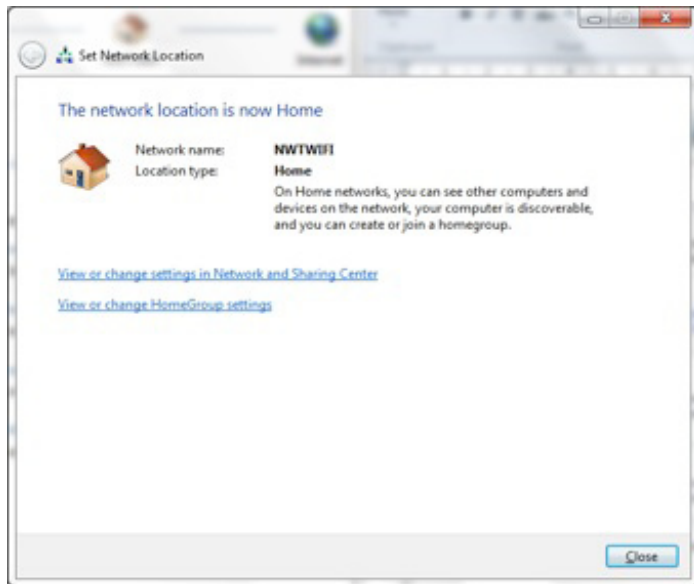 Set Network Location
The network location is now Home
Network name: NWTWIFI
Location type: Home
On Home networks, you can see other computers and
devices on the network, your computer is discoverable,
and you can create or join a homegroup.
View or change settings in Network and Sharing Center
View or change HomeGroup settings
Close